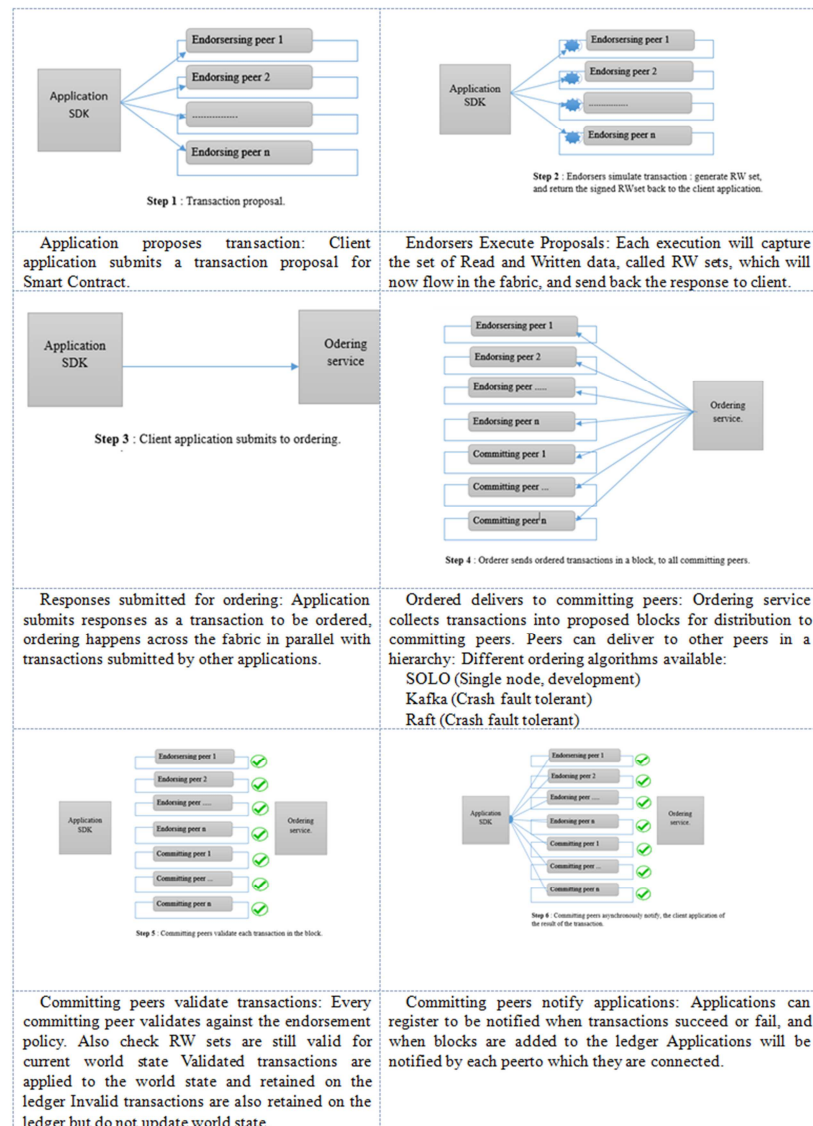 Endorsersing peer 1
Endorsing peer 2
----------------
Endorsing peer n
Application
SDK
Step 1 : Transaction proposal.
Endorsersing peer 1
Endorsing peer 2
----------------
Endorsing peer n
Application
SDK
Step 2 : Endorsers simulate transaction : generate RW set,
and return the signed RWset back to the client application.
Application proposes transaction: Client
application submits a transaction proposal for
Smart Contract.
Endorsers Execute Proposals: Each execution will capture
the set of Read and Written data, called RW sets, which will
now flow in the fabric, and send back the response to client.
Application
SDK
Odering
service
Step 3 : Client application submits to ordering.
Endorsersing peer 1
Endorsing peer 2
Endorsing peer ......
Endorsing peer n
Committing peer 1
Committing peer ...
Committing peer n
Ordering
service.
Step 4 : Orderer sends ordered transactions in a block, to all committing peers.
Responses submitted for ordering: Application
submits responses as a transaction to be ordered,
ordering happens across the fabric in parallel with
transactions submitted by other applications.
Ordered delivers to committing peers: Ordering service
collects transactions into proposed blocks for distribution to
committing peers. Peers can deliver to other peers in a
hierarchy: Different ordering algorithms available:
SOLO (Single node, development)
Kafka (Crash fault tolerant)
Raft (Crash fault tolerant)
Endorsersing peer 1
Endorsing peer 2
Endorsing peer .....
Endorsing peer n
Committing peer 1
Committing peer ...
Committing peer n
Application
SDK
Ordering
service.
Step 5 : Committing peers validate each transaction in the block.
Endorsersing peer 1
Endorsing peer 2
Endorsing peer .....
Endorsing peer n
Committing peer 1
Committing peer ...
Committing peer n
Application
SDK
Ordering
service.
Step 6 : Committing peers asynchronously notify, the client application of
the result of the transaction.
Committing peers validate transactions: Every
committing peer validates against the endorsement
policy. Also check RW sets are still valid for
current world state Validated transactions are
applied to the world state and retained on the
ledger Invalid transactions are also retained on the
ledger but do not update world state.
Committing peers notify applications: Applications can
register to be notified when transactions succeed or fail, and
when blocks are added to the ledger Applications will be
notified by each peerto which they are connected.